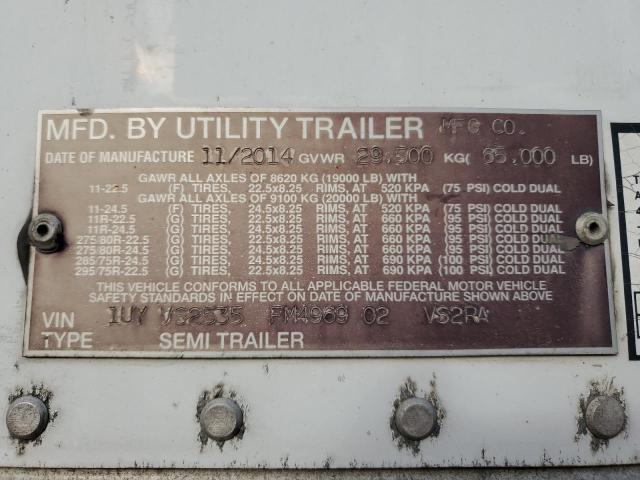 MFD. BY UTILITY TRAILER MFG CO.
DATE OF MANUFACTURE 11/2014 GVWR 29,500 KG( 65,000 LB)
GAWR ALL AXLES OF 8620 KG (19000 LB) WITH
11-22.5 (F) TIRES, 22.5x8.25 RIMS, AT 520 KPA (75 PSI) COLD DUAL
GAWR ALL AXLES OF 9100 KG (20000 LB) WITH
11-24.5 (F) TIRES, 24.5x8.25 RIMS, AT 520 KPA (75 PSI) COLD DUAL
11R-22.5 (G) TIRES, 22.5x8.25 RIMS, AT 660 KPA (95 PSI) COLD DUAL
11R-24.5 (G) TIRES, 24.5x8.25 RIMS, AT 660 KPA (95 PSI) COLD DUAL
275/80R-22.5 (G) TIRES, 22.5x8.25 RIMS, AT 660 KPA (95 PSI) COLD DUAL
275/80R-24.5 (G) TIRES, 24.5x8.25 RIMS, AT 660 KPA (95 PSI) COLD DUAL
285/75R-24.5 (G) TIRES, 24.5x8.25 RIMS, AT 690 KPA (100 PSI) COLD DUAL
295/75R-22.5 (G) TIRES, 22.5x8.25 RIMS, AT 690 KPA (100 PSI) COLD DUAL
THIS VEHICLE CONFORMS TO ALL APPLICABLE FEDERAL MOTOR VEHICLE
SAFETY STANDARDS IN EFFECT ON DATE OF MANUFACTURE SHOWN ABOVE
VIN 1UY VS2535 FM4969 02 VS2RA
TYPE SEMI TRAILER